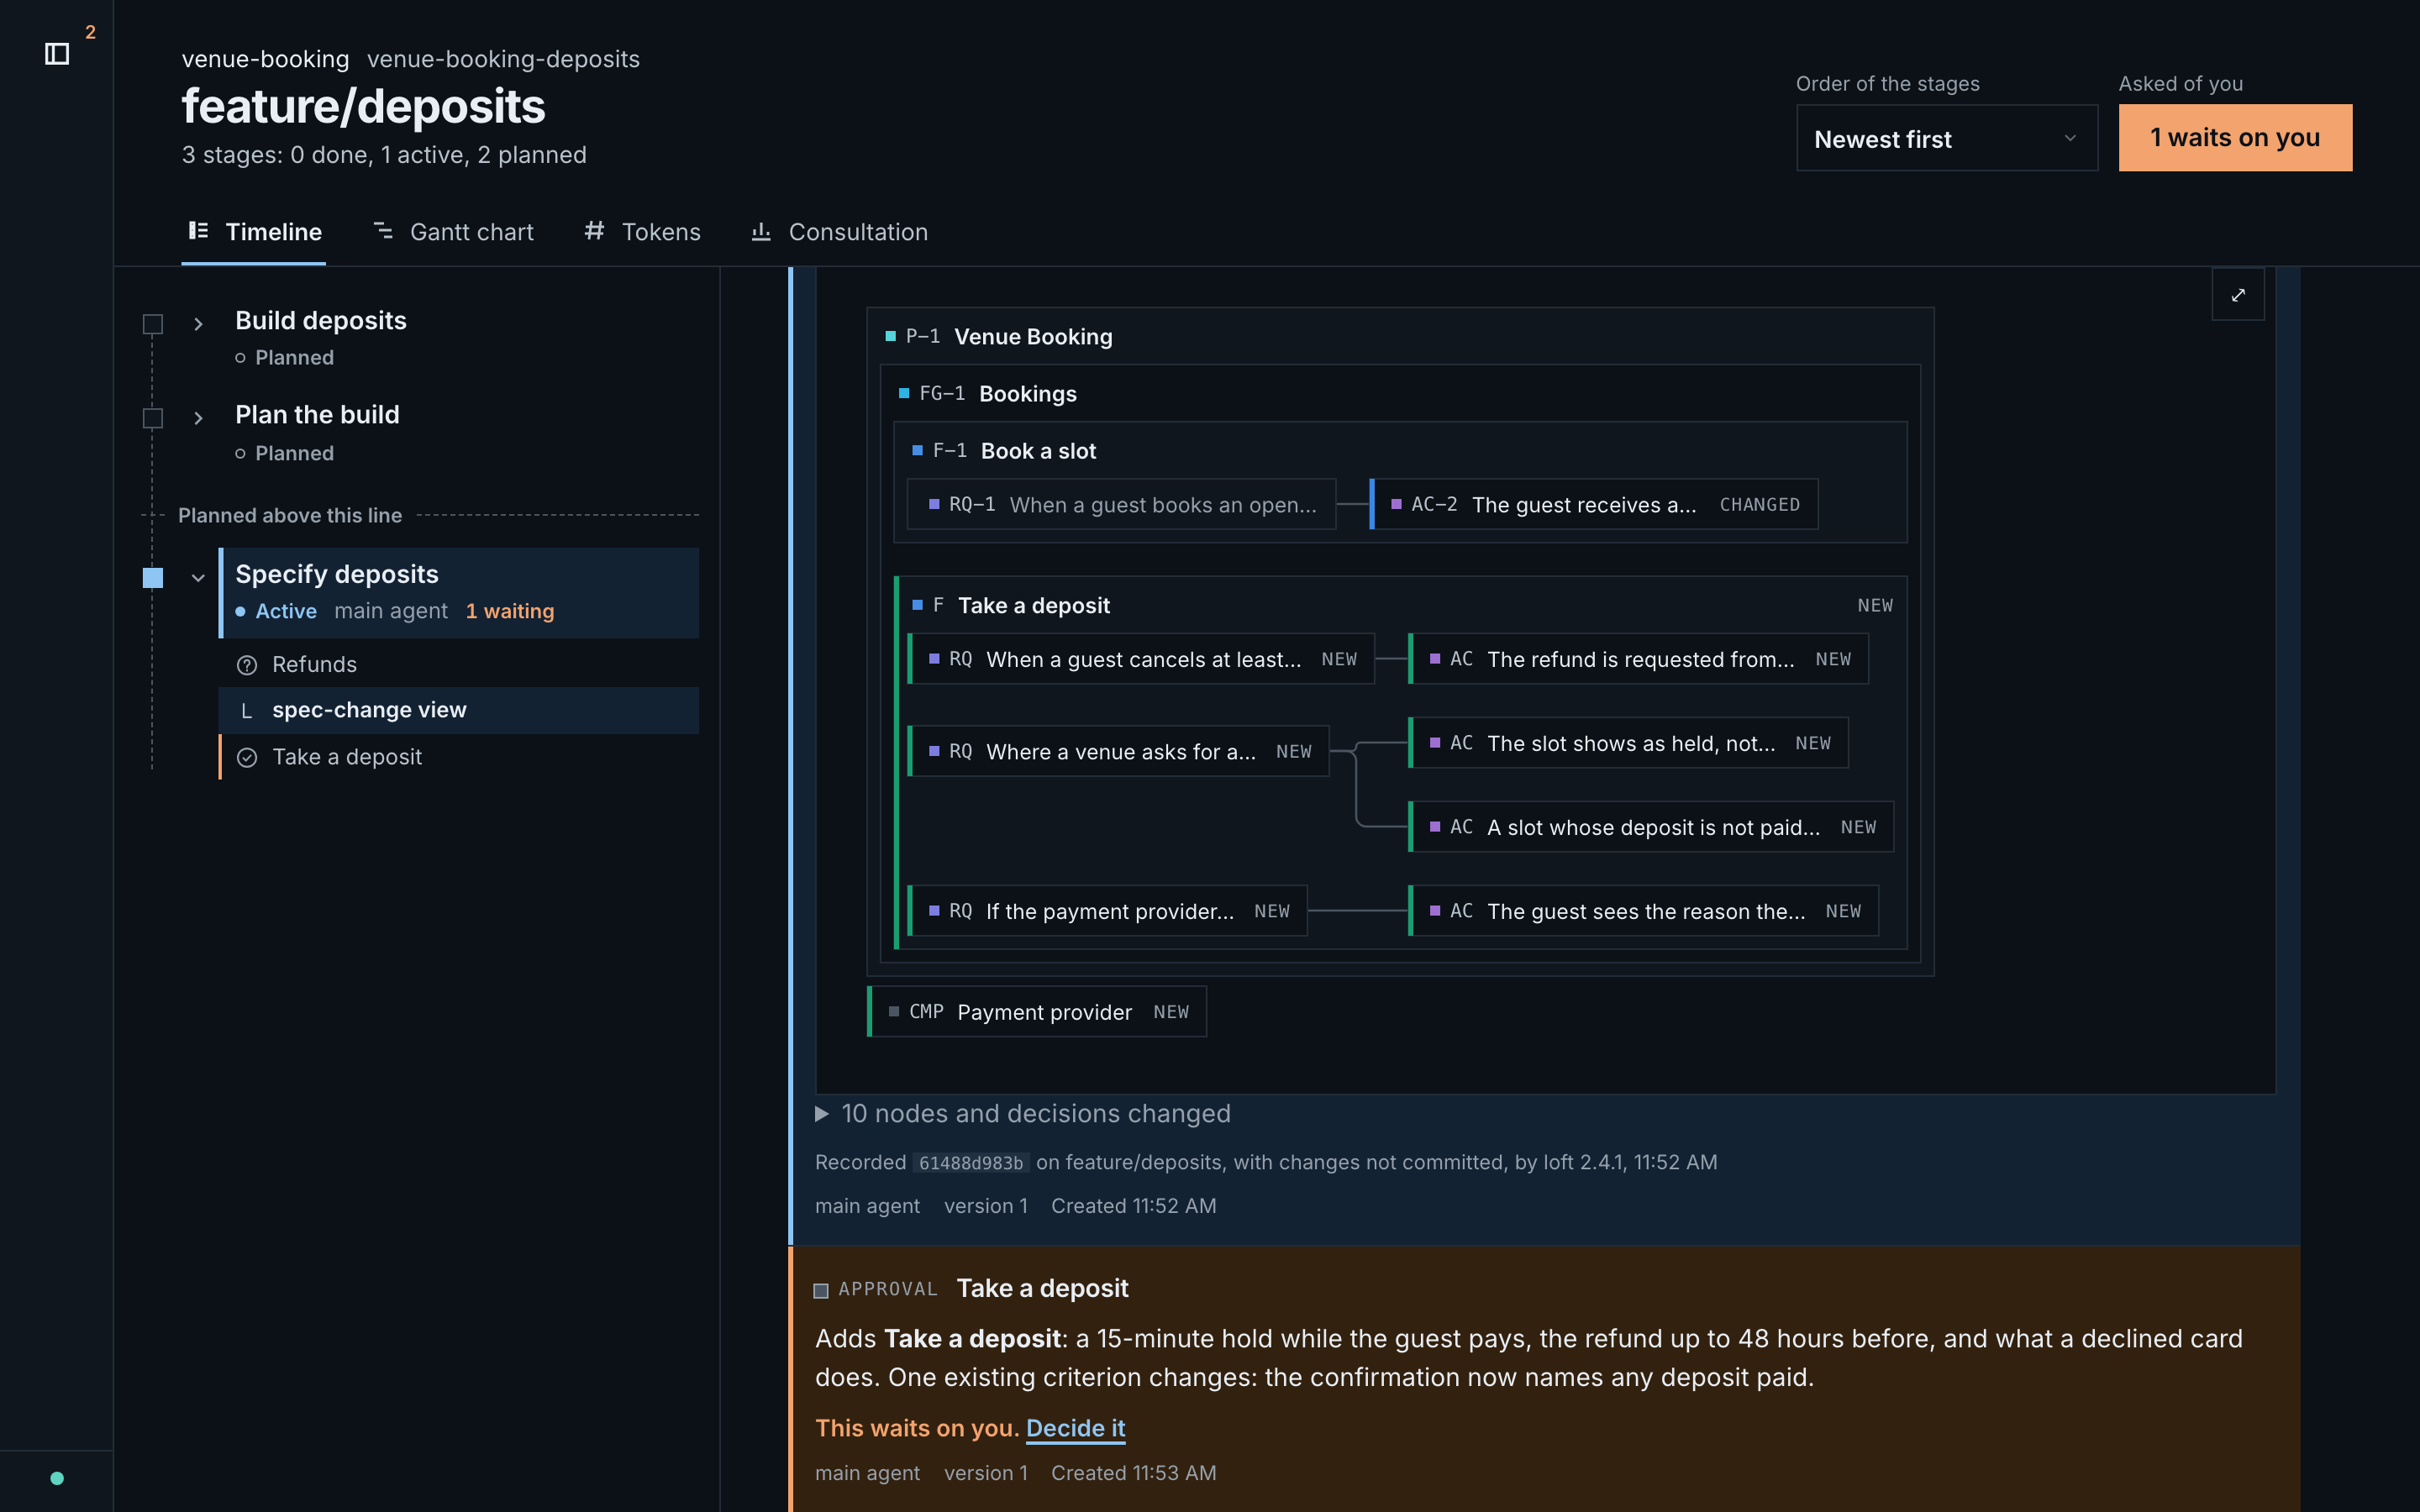 2
venue-booking venue-booking-deposits
feature/deposits
3 stages: 0 done, 1 active, 2 planned
Order of the stages
Newest first
Asked of you
1 waits on you
Timeline
Gantt chart
Tokens
Consultation
Build deposits
Planned
Plan the build
Planned
Planned above this line
Specify deposits
Active main agent 1 waiting
Refunds
L spec-change view
Take a deposit
P-1 Venue Booking
FG-1 Bookings
F-1 Book a slot
RQ-1 When a guest books an open...
AC-2 The guest receives a... CHANGED
F Take a deposit NEW
RQ When a guest cancels at least... NEW
AC The refund is requested from... NEW
RQ Where a venue asks for a... NEW
AC The slot shows as held, not... NEW
AC A slot whose deposit is not paid... NEW
RQ If the payment provider... NEW
AC The guest sees the reason the... NEW
CMP Payment provider NEW
10 nodes and decisions changed
Recorded 61488d983b on feature/deposits, with changes not committed, by loft 2.4.1, 11:52 AM
main agent version 1 Created 11:52 AM
APPROVAL Take a deposit
Adds Take a deposit: a 15-minute hold while the guest pays, the refund up to 48 hours before, and what a declined card
does. One existing criterion changes: the confirmation now names any deposit paid.
This waits on you. Decide it
main agent version 1 Created 11:53 AM